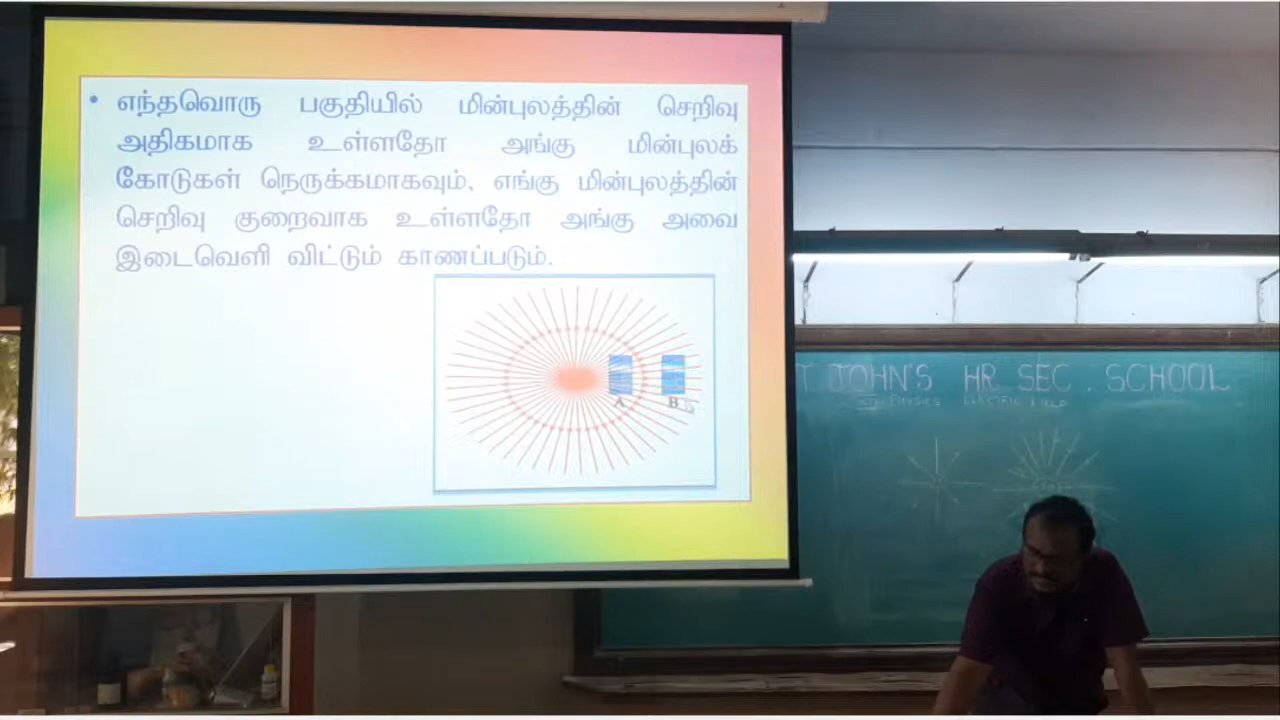 • எந்தவொரு பகுதியில் மின்புலத்தின் செறிவு
அதிகமாக உள்ளதோ அங்கு மின்புலக்
கோடுகள் நெருக்கமாகவும், எங்கு மின்புலத்தின்
செறிவு குறைவாக உள்ளதோ அங்கு அவை
இடைவெளி விட்டும் காணப்படும்.
A B
T JOHN'S HR SEC . SCHOOL
PHYSICS ELECTRIC FIELD